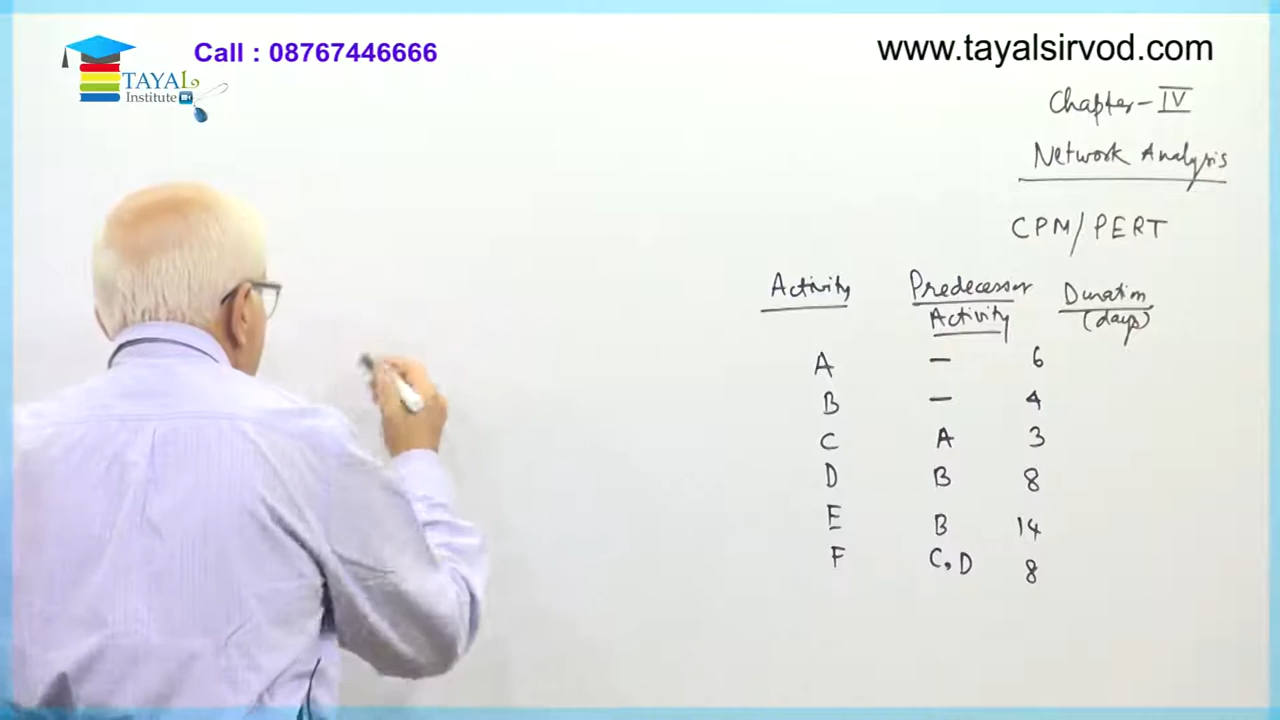 Call : 08767446666
www.tayalsirvod.com
TAYAL
Institute
Chapter-IV
Network Analysis
CPM/PERT
Activity Predecessor Activity Duration (days)
A — 6
B — 4
C A 3
D B 8
E B 14
F C, D 8